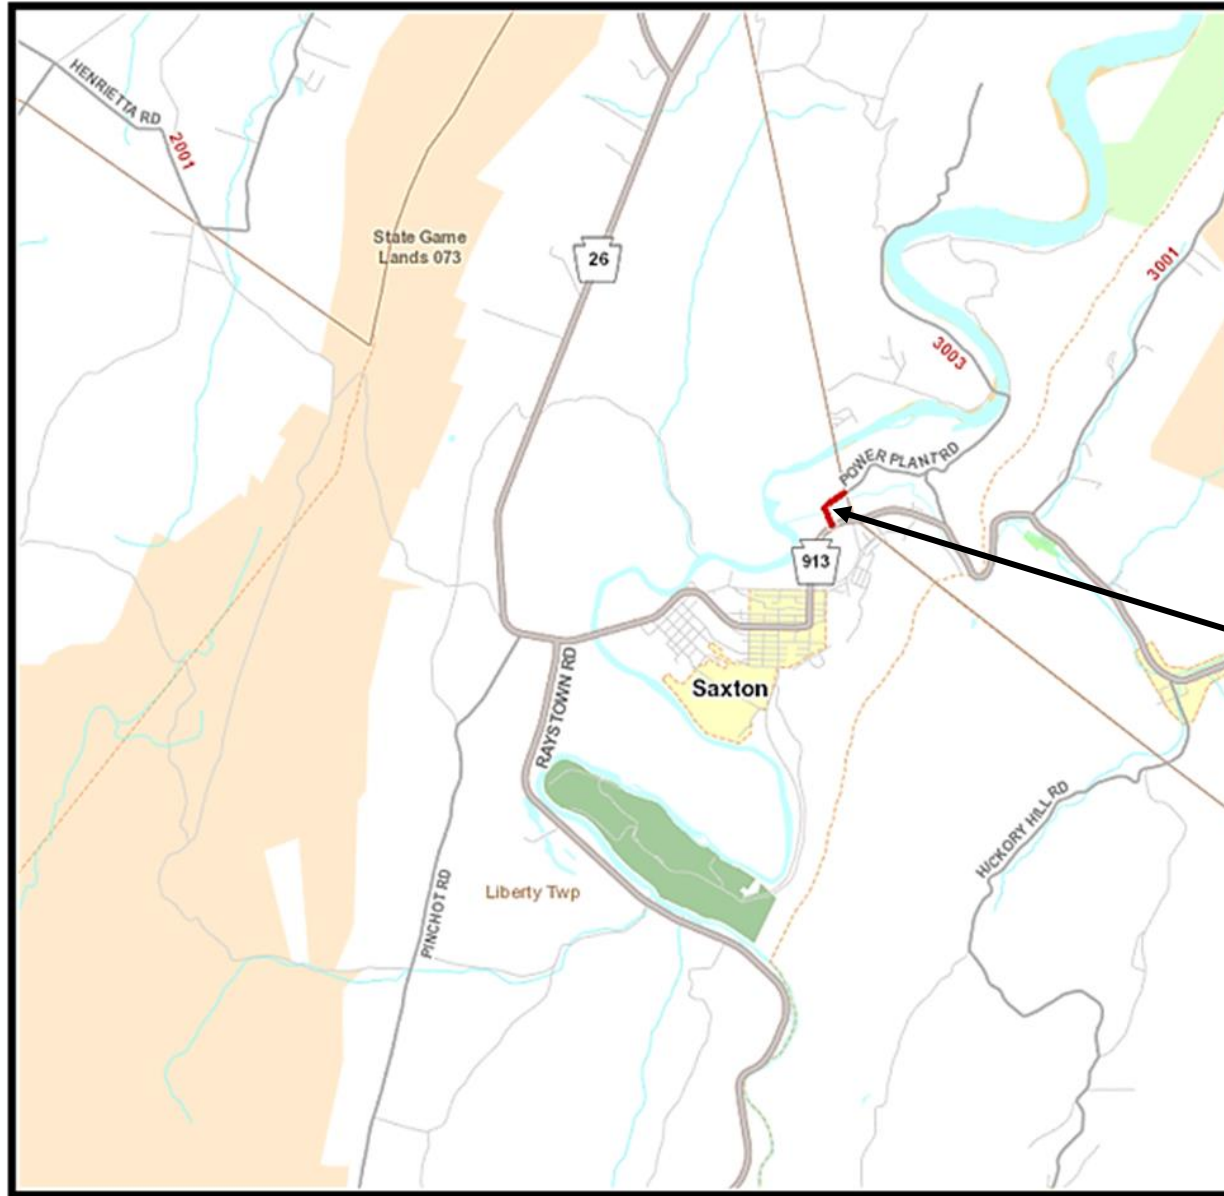 HENRIETTA RD
2001
State Game
Lands 073
26
3001
3003
POWER PLANT RD
913
Saxton
RAYSTOWN RD
HICKORY HILL RD
Liberty Twp
PINCHOT RD